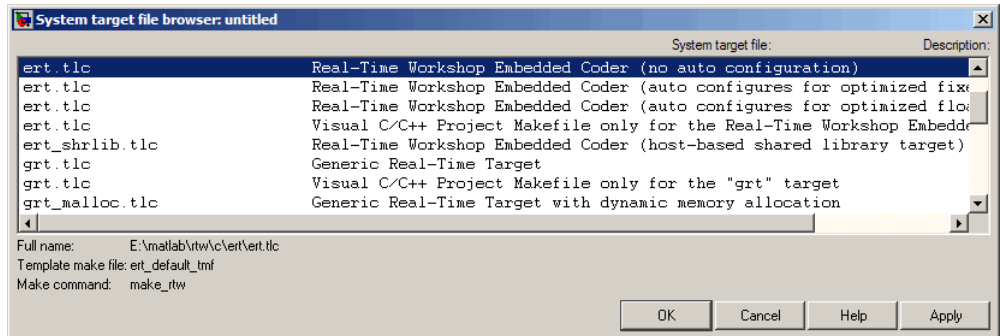 System target file browser: untitled
System target file: Description:
ert.tlc Real-Time Workshop Embedded Coder (no auto configuration)
ert.tlc Real-Time Workshop Embedded Coder (auto configures for optimized fixe
ert.tlc Real-Time Workshop Embedded Coder (auto configures for optimized floa
ert.tlc Visual C/C++ Project Makefile only for the Real-Time Workshop Embedde
ert_shrlib.tlc Real-Time Workshop Embedded Coder (host-based shared library target)
grt.tlc Generic Real-Time Target
grt.tlc Visual C/C++ Project Makefile only for the "grt" target
grt_malloc.tlc Generic Real-Time Target with dynamic memory allocation
Full name: E:\matlab\rtw\c\ert\ert.tlc
Template make file: ert_default_tmf
Make command: make_rtw
OK Cancel Help Apply